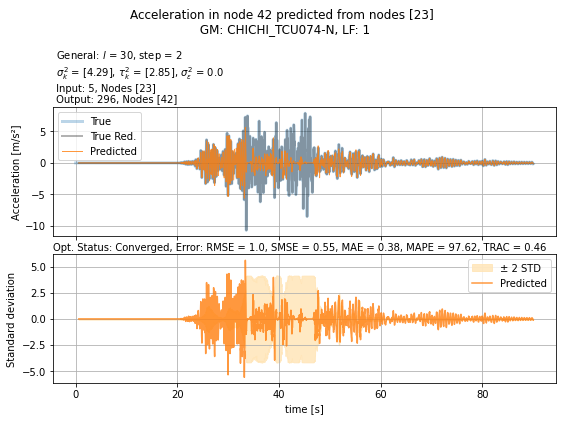 Acceleration in node 42 predicted from nodes [23]
GM: CHICHI_TCU074-N, LF: 1
General: l = 30, step = 2
σ²ₖ = [4.29], τ²ₖ = [2.85], σ²ε = 0.0
Input: 5, Nodes [23]
Output: 296, Nodes [42]
True
True Red.
Predicted
Acceleration [m/s²]
5
0
−5
−10
Opt. Status: Converged, Error: RMSE = 1.0, SMSE = 0.55, MAE = 0.38, MAPE = 97.62, TRAC = 0.46
± 2 STD
Predicted
Standard deviation
5.0
2.5
0.0
−2.5
−5.0
0 20 40 60 80
time [s]